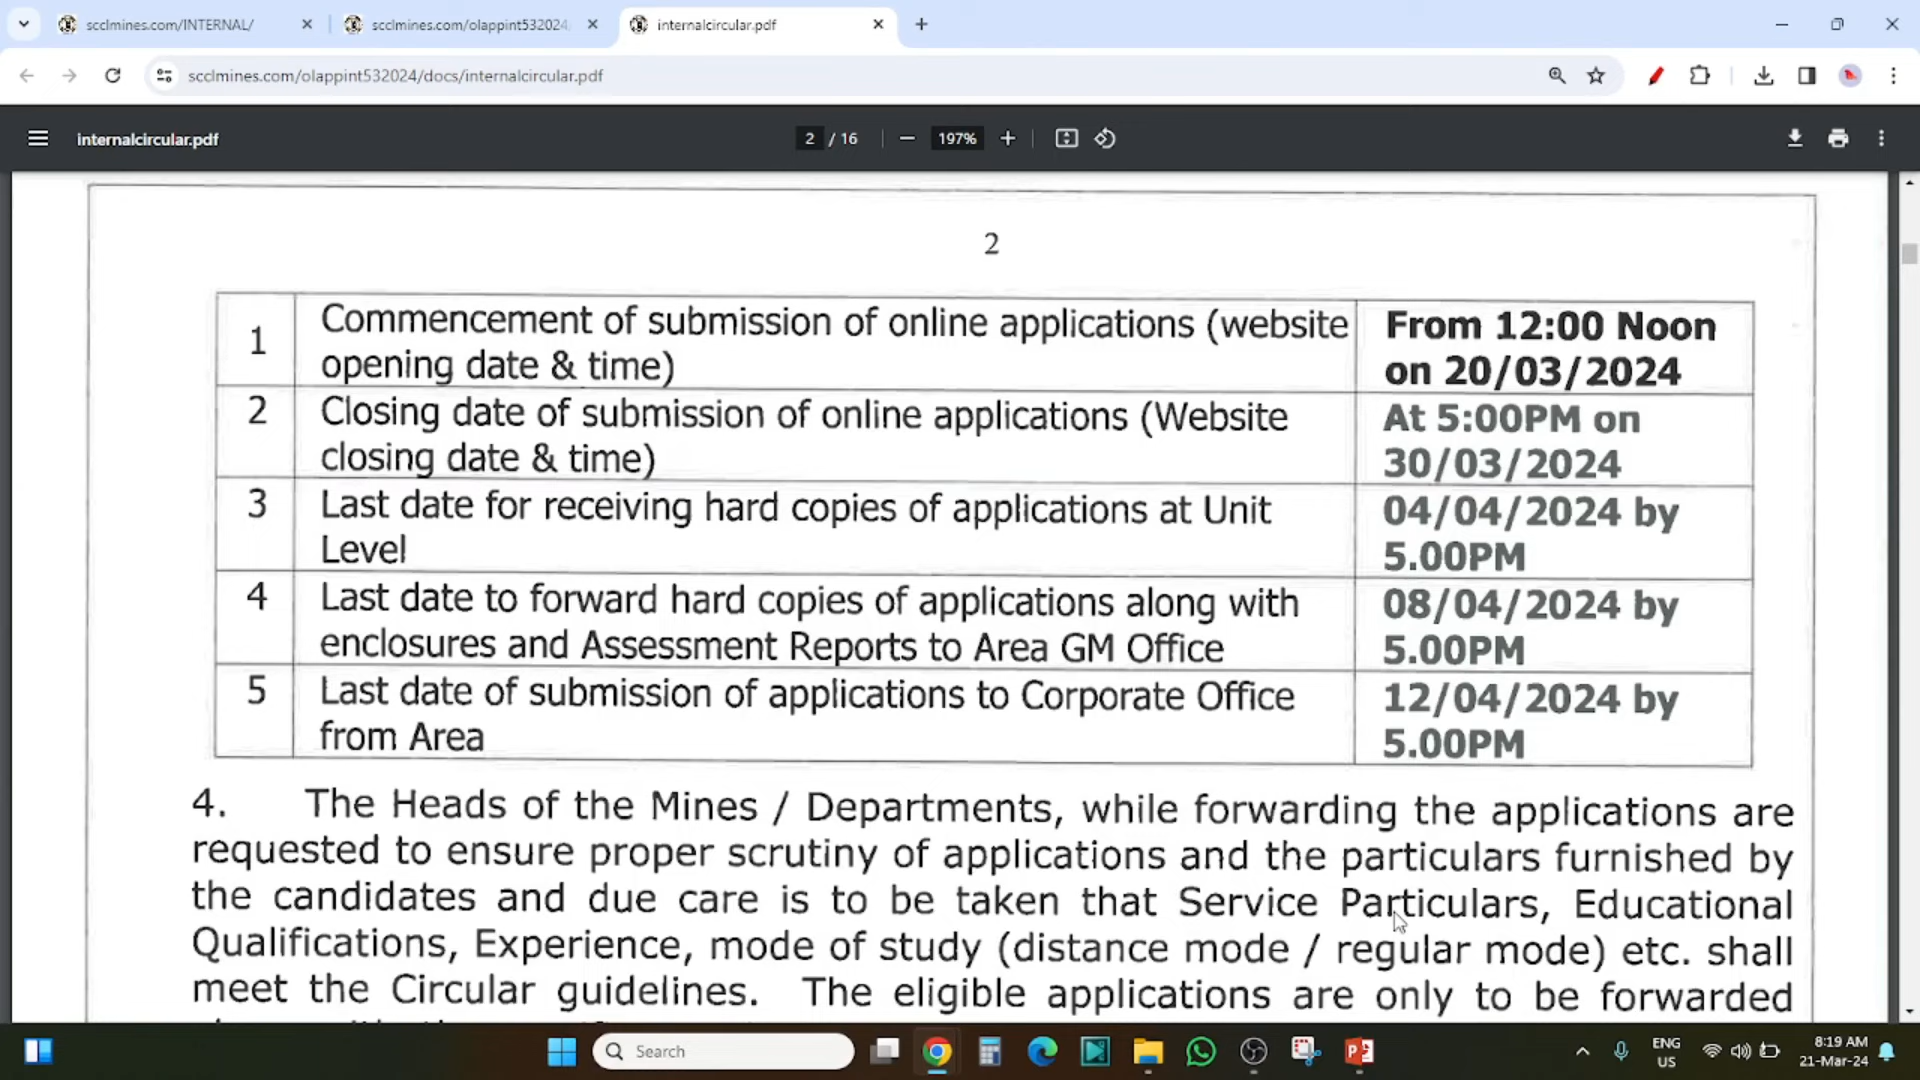 scclmines.com/INTERNAL/
scclmines.com/olappint532024
internalcircular.pdf
scclmines.com/olappint532024/docs/internalcircular.pdf
internalcircular.pdf
2 / 16
197%
2
1
Commencement of submission of online applications (website
opening date & time)
From 12:00 Noon
on 20/03/2024
2
Closing date of submission of online applications (Website
closing date & time)
At 5:00PM on
30/03/2024
3
Last date for receiving hard copies of applications at Unit
Level
04/04/2024 by
5.00PM
4
Last date to forward hard copies of applications along with
enclosures and Assessment Reports to Area GM Office
08/04/2024 by
5.00PM
5
Last date of submission of applications to Corporate Office
from Area
12/04/2024 by
5.00PM
4. The Heads of the Mines / Departments, while forwarding the applications are
requested to ensure proper scrutiny of applications and the particulars furnished by
the candidates and due care is to be taken that Service Particulars, Educational
Qualifications, Experience, mode of study (distance mode / regular mode) etc. shall
meet the Circular guidelines. The eligible applications are only to be forwarded
Search
ENG
US
8:19 AM
21-Mar-24